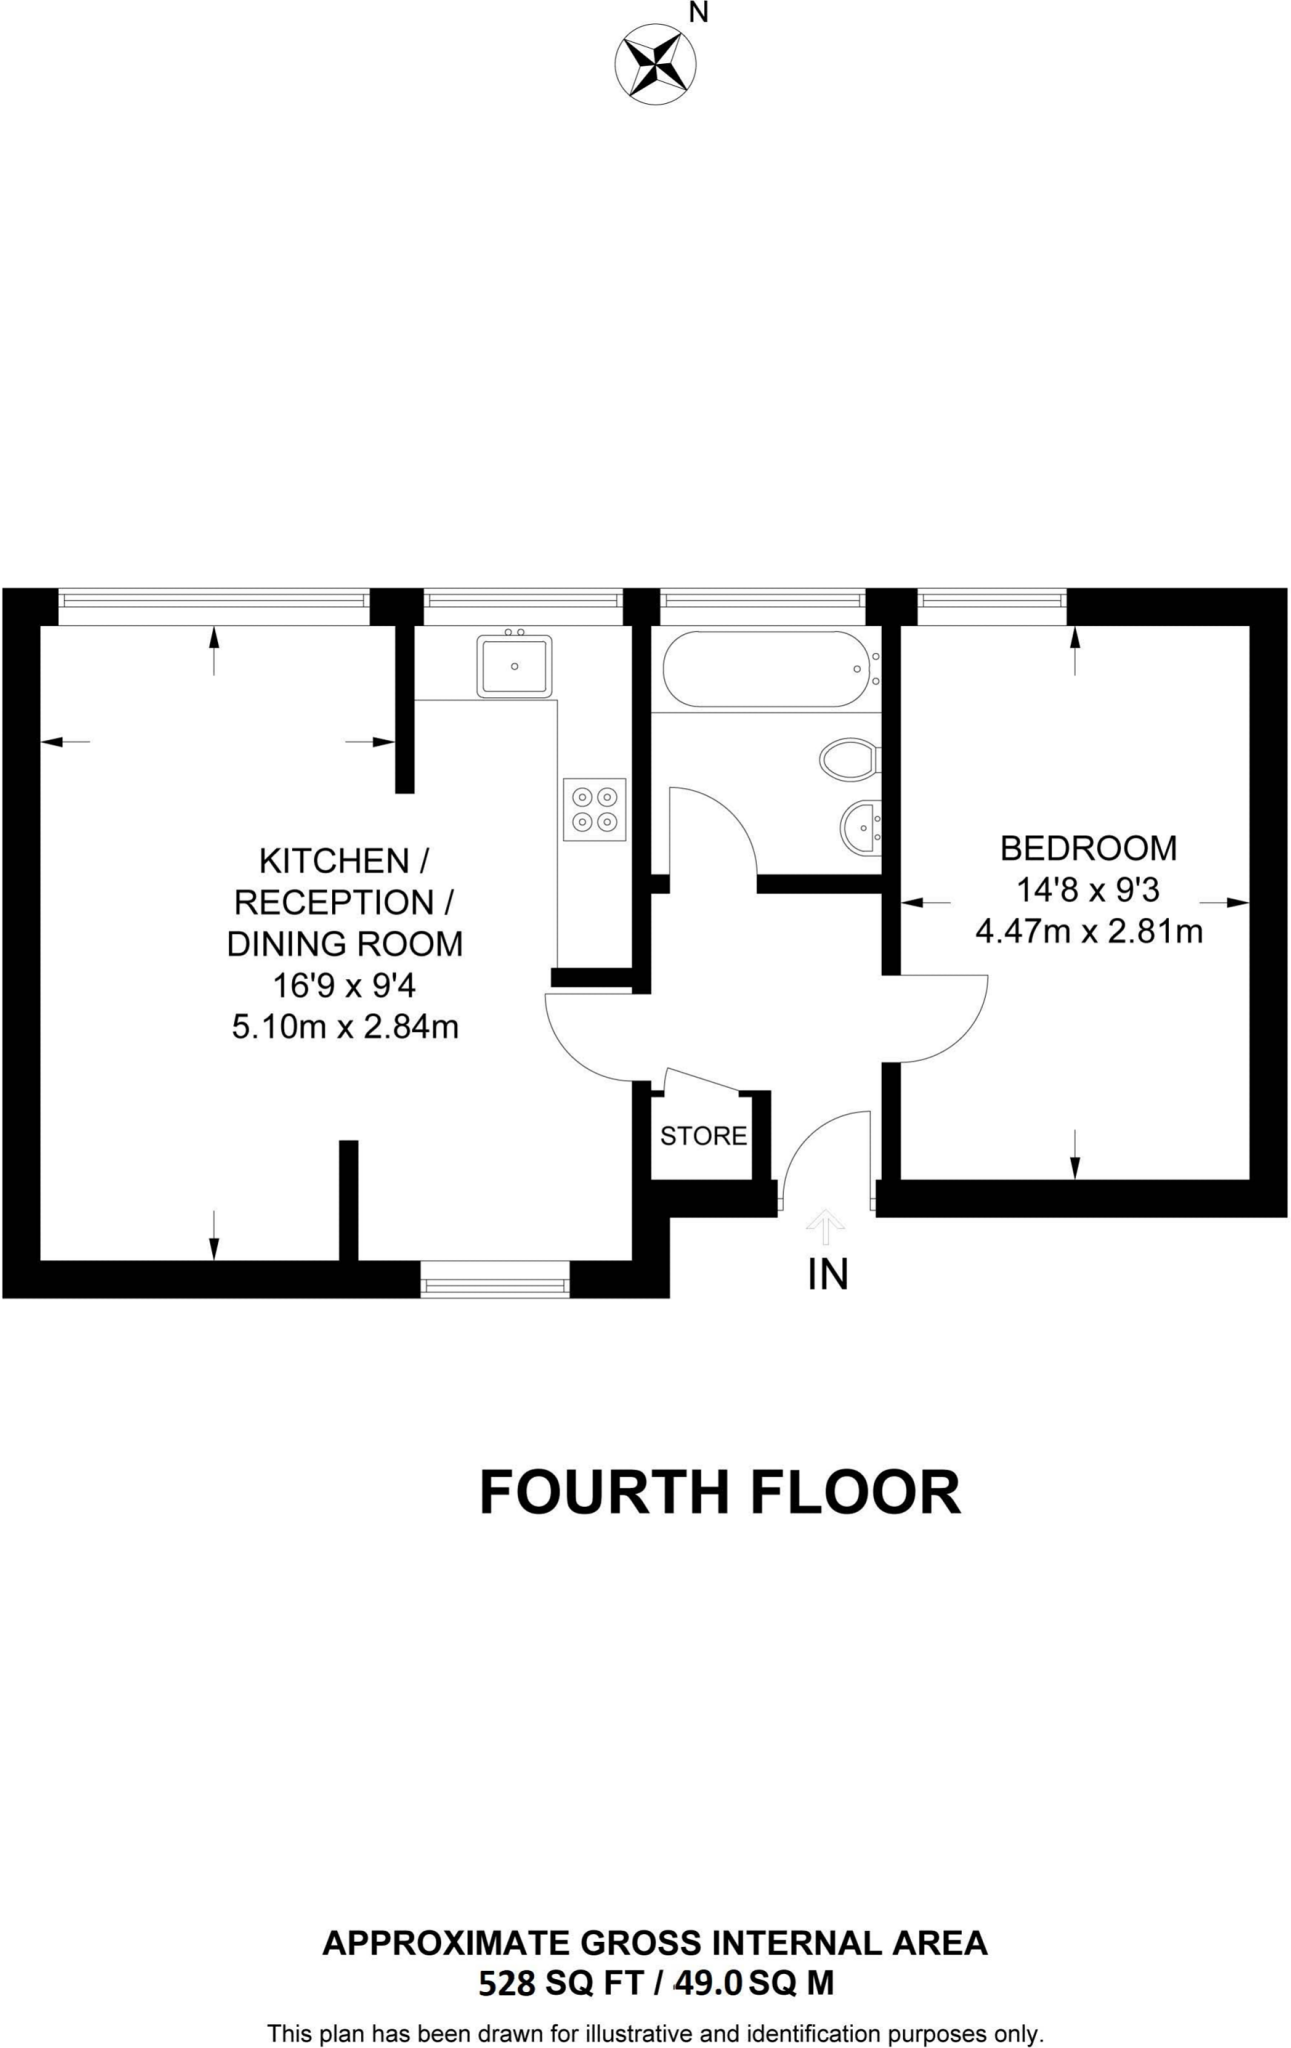 N
KITCHEN /
RECEPTION /
DINING ROOM
16'9 x 9'4
5.10m x 2.84m
BEDROOM
14'8 x 9'3
4.47m x 2.81m
STORE
IN
FOURTH FLOOR
APPROXIMATE GROSS INTERNAL AREA
528 SQ FT / 49.0 SQ M
This plan has been drawn for illustrative and identification purposes only.